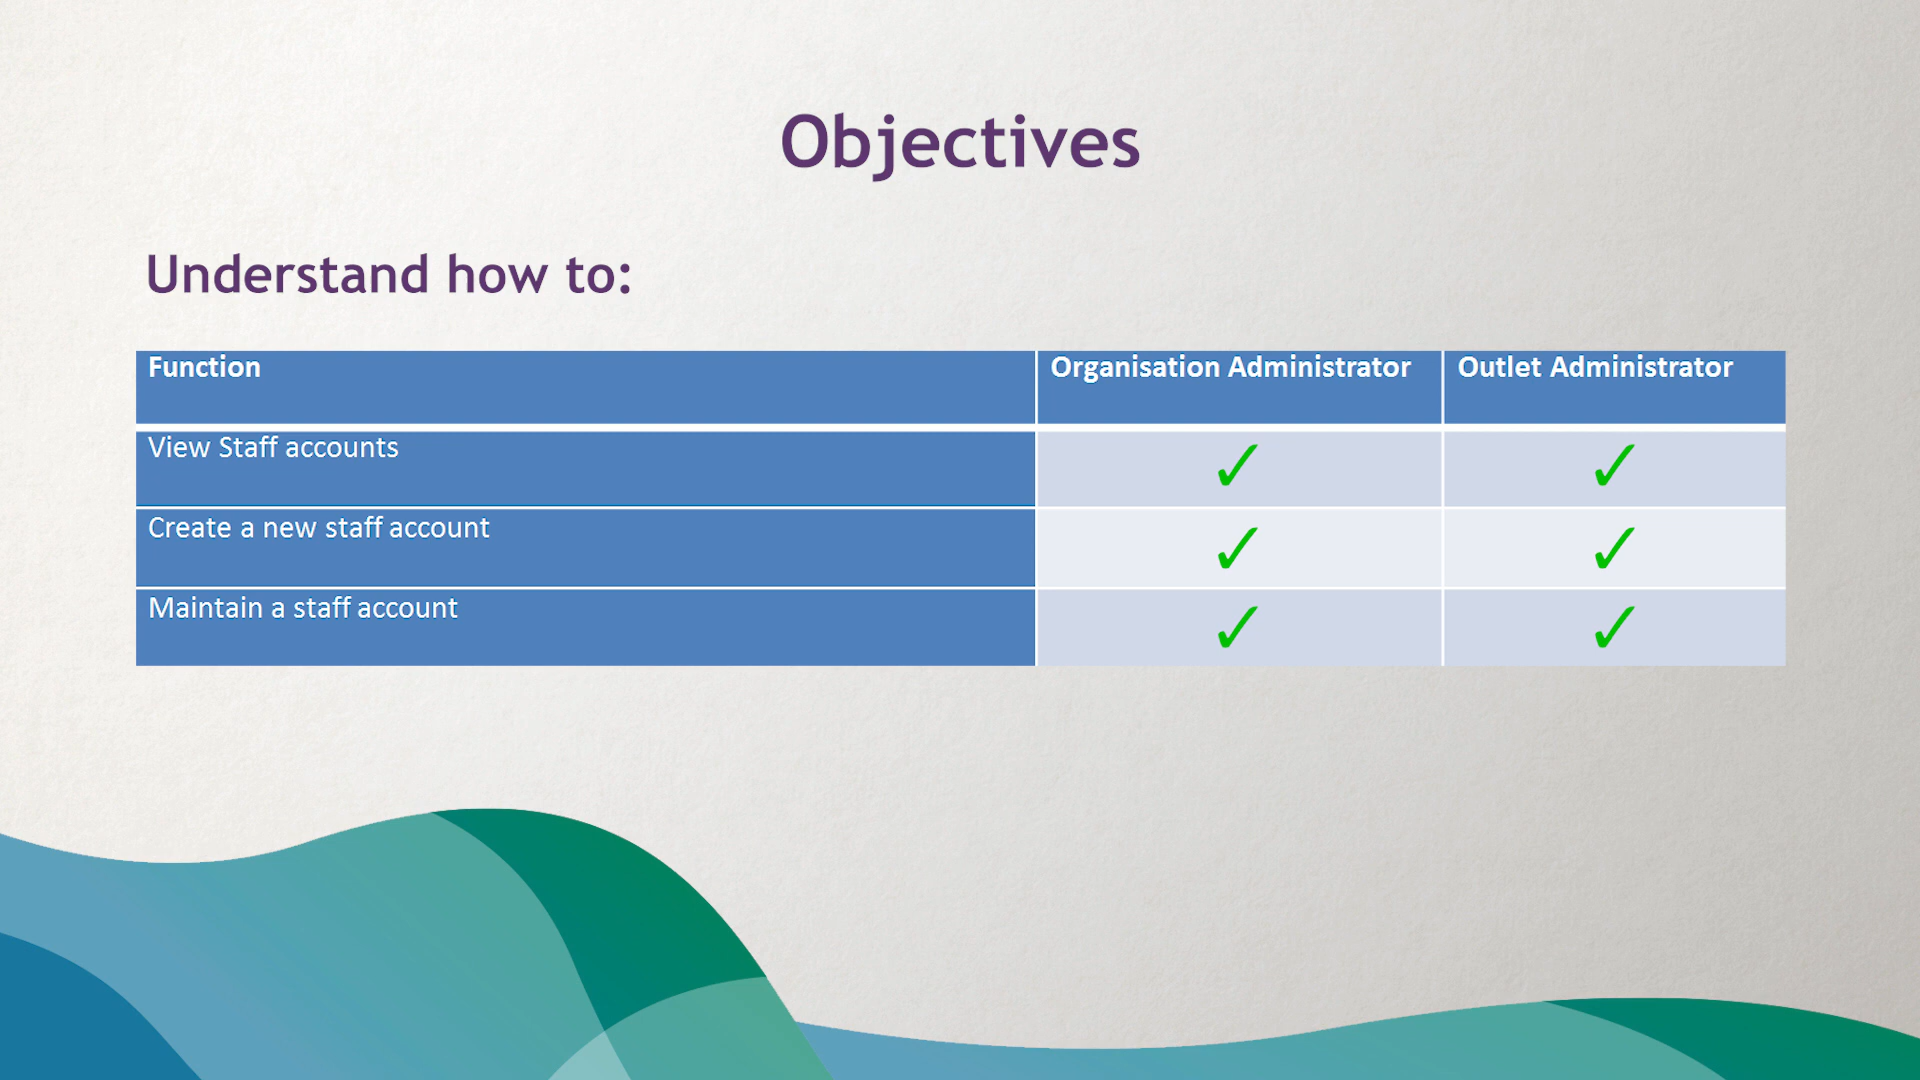 Objectives
Understand how to:
Function Organisation Administrator Outlet Administrator
View Staff accounts ✓ ✓
Create a new staff account ✓ ✓
Maintain a staff account ✓ ✓